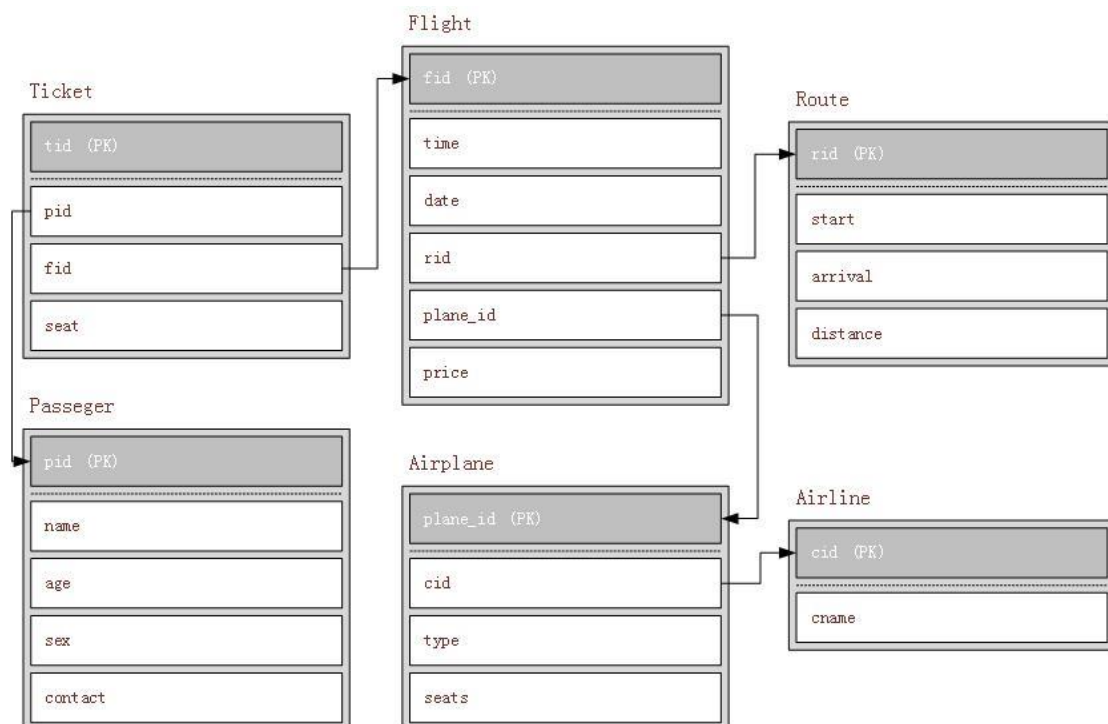 Ticket
tid (PK)
pid
fid
seat
Passeger
pid (PK)
name
age
sex
contact
Flight
fid (PK)
time
date
rid
plane_id
price
Airplane
plane_id (PK)
cid
type
seats
Route
rid (PK)
start
arrival
distance
Airline
cid (PK)
cname